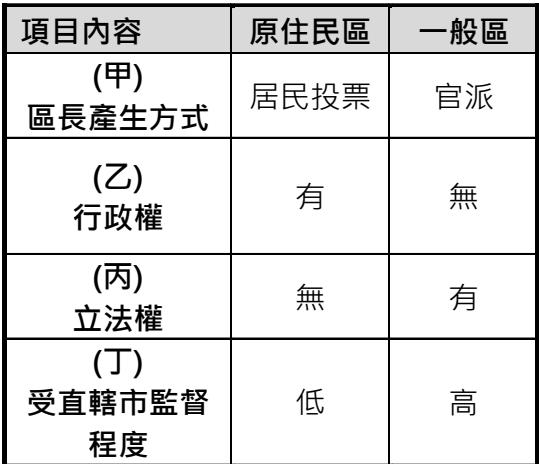 項目內容 原住民區 一般區
(甲)
區長產生方式 居民投票 官派
(乙)
行政權 有 無
(丙)
立法權 無 有
(丁)
受直轄市監督
程度 低 高